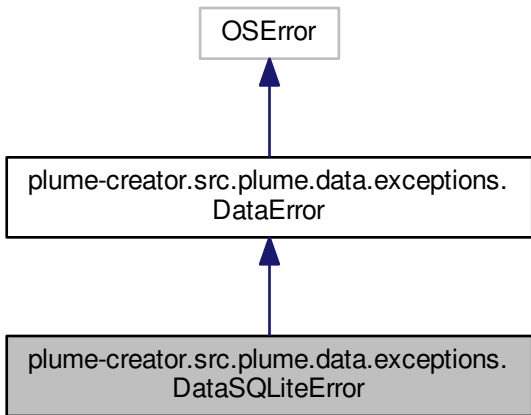 OSError
plume-creator.src.plume.data.exceptions.
DataError
plume-creator.src.plume.data.exceptions.
DataSQLiteError